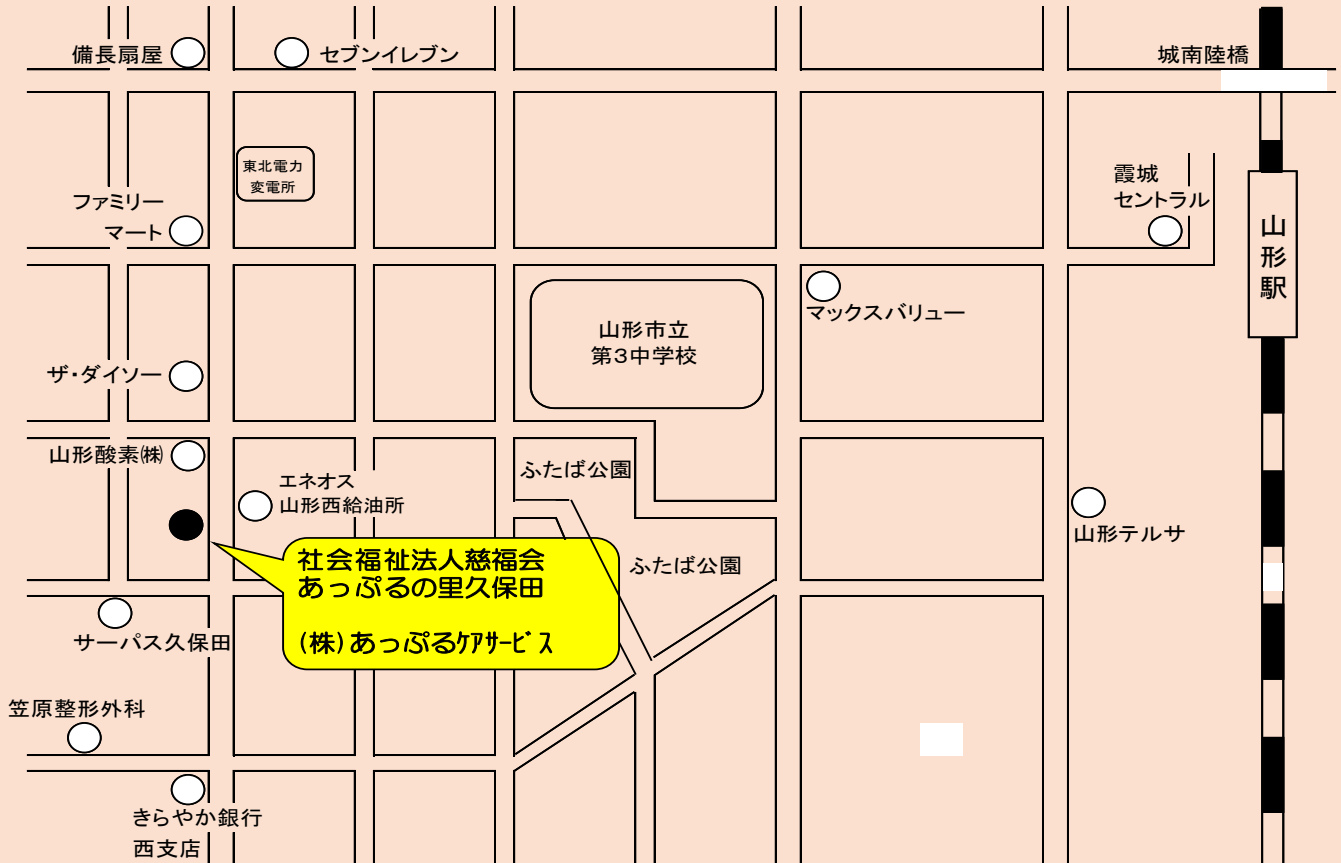 備長扇屋
セブンイレブン
城南陸橋
東北電力
変電所
ファミリー
マート
霞城
セントラル
山形駅
山形市立
第3中学校
マックスバリュー
ザ・ダイソー
山形酸素㈱
エネオス
山形西給油所
ふたば公園
山形テルサ
社会福祉法人慈福会
あっぷるの里久保田
(株)あっぷるｹｱｻｰﾋﾞｽ
ふたば公園
サーパス久保田
笠原整形外科
きらやか銀行
西支店